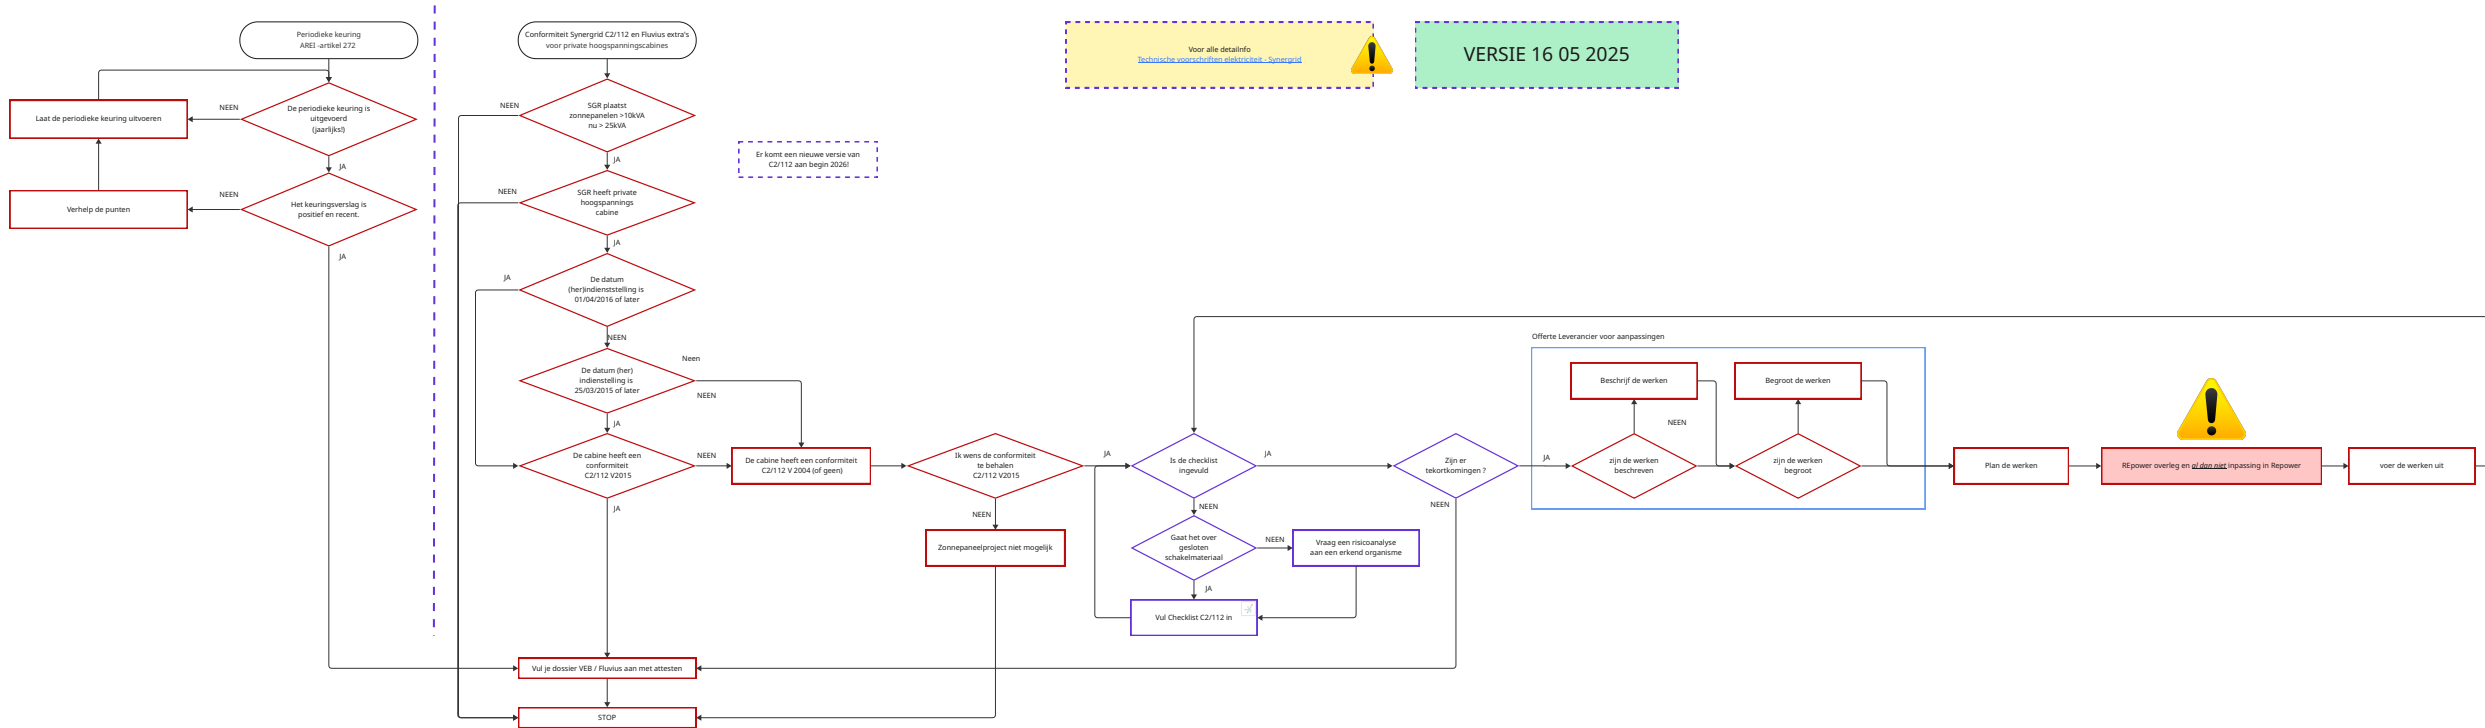 Periodieke keuring
AREI -artikel 272
Conformiteit Synergrid C2/112 en Fluvius extra's
voor private hoogspanningscabines
Voor alle detailinfo
Technische voorschriften elektriciteit - Synergrid
VERSIE 16 05 2025
De periodieke keuring is
uitgevoerd
(jaarlijks!)
NEEN
Laat de periodieke keuring uitvoeren
JA
Het keuringsverslag is
positief en recent.
NEEN
Verhelp de punten
JA
SGR plaatst
zonnepanelen >10kVA
nu > 25kVA
NEEN
JA
Er komt een nieuwe versie van
C2/112 aan begin 2026!
SGR heeft private
hoogspannings
cabine
NEEN
JA
De datum
(her)indienststelling is
01/04/2016 of later
JA
NEEN
De datum (her)
indienstelling is
25/03/2015 of later
Neen
NEEN
JA
De cabine heeft een
conformiteit
C2/112 V2015
NEEN
JA
De cabine heeft een conformiteit
C2/112 V 2004 (of geen)
Ik wens de conformiteit
te behalen
C2/112 V2015
JA
NEEN
Zonnepaneelproject niet mogelijk
Is de checklist
ingevuld
JA
NEEN
Gaat het over
gesloten
schakelmateriaal
NEEN
Vraag een risicoanalyse
aan een erkend organisme
JA
Vul Checklist C2/112 in
Zijn er
tekortkomingen ?
JA
NEEN
Offerte Leverancier voor aanpassingen
Beschrijf de werken
Begroot de werken
NEEN
zijn de werken
beschreven
zijn de werken
begroot
Plan de werken
REpower overleg en al dan niet inpassing in Repower
voer de werken uit
Vul je dossier VEB / Fluvius aan met attesten
STOP